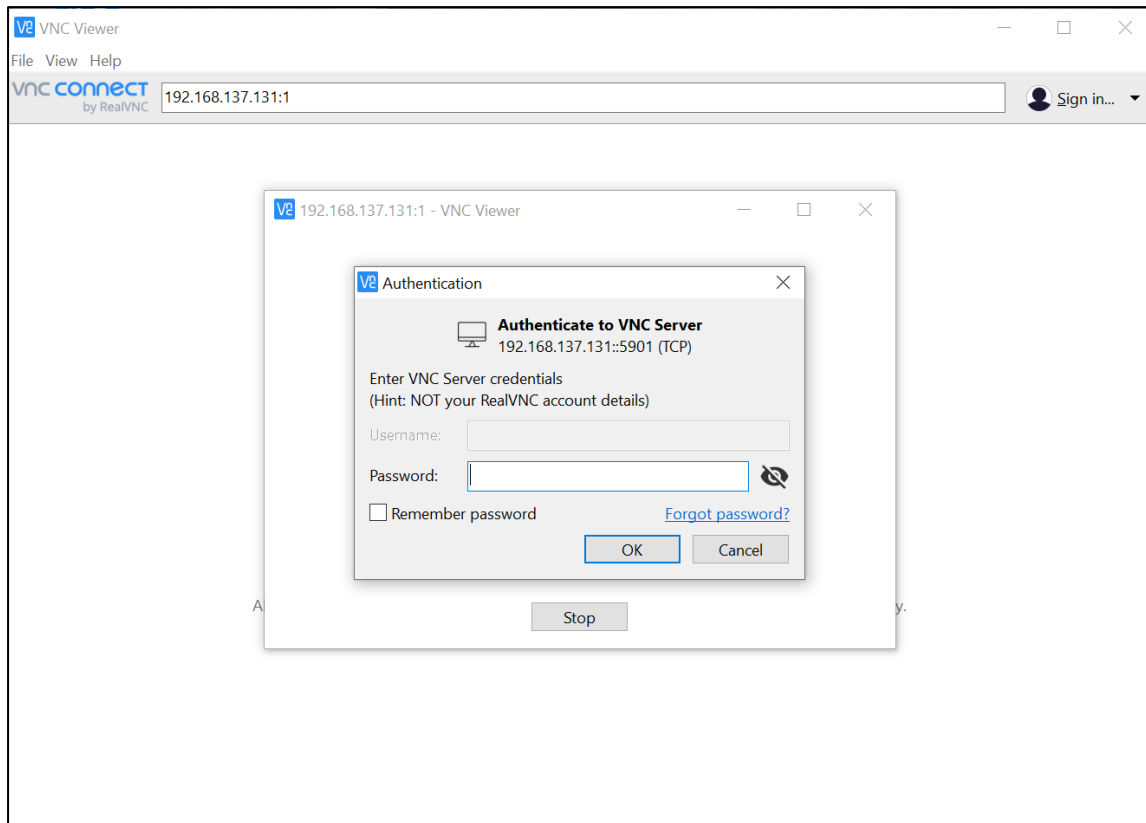 VNC Viewer
File View Help
vnc connect
by RealVNC
192.168.137.131:1
Sign in...
192.168.137.131:1 - VNC Viewer
Authentication
Authenticate to VNC Server
192.168.137.131::5901 (TCP)
Enter VNC Server credentials
(Hint: NOT your RealVNC account details)
Username:
Password:
Remember password
Forgot password?
OK
Cancel
A
y.
Stop